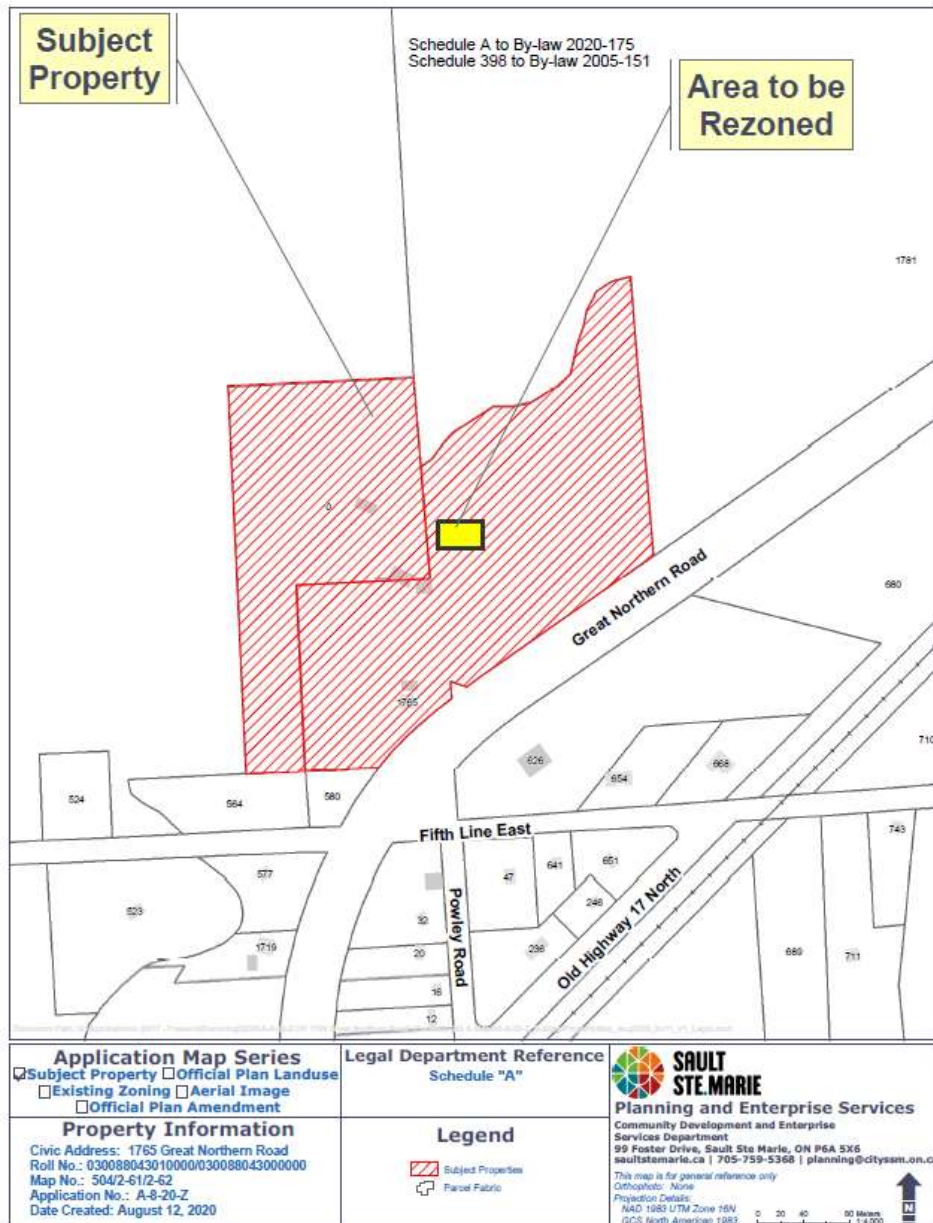 Subject
Property
Schedule A to By-law 2020-175
Schedule 398 to By-law 2005-151
Area to be
Rezoned
1781
0
Great Northern Road
680
1765
710
626
654
668
524
564
580
Fifth Line East
743
577
47
641
651
246
523
32
Powley Road
Old Highway 17 North
1719
20
236
689
711
16
12
Application Map Series
Subject Property Official Plan Landuse
Existing Zoning Aerial Image
Official Plan Amendment
Property Information
Civic Address: 1765 Great Northern Road
Roll No.: 030088043010000/030088043000000
Map No.: 504/2-61/2-62
Application No.: A-8-20-Z
Date Created: August 12, 2020
Legal Department Reference
Schedule "A"
Legend
Subject Properties
Parcel Fabric
SAULT
STE.MARIE
Planning and Enterprise Services
Community Development and Enterprise
Services Department
99 Foster Drive, Sault Ste Marie, ON P6A 5X6
saultstemarie.ca | 705-759-5368 | planning@cityssm.on.c
This map is for general reference only
Orthophoto: None
Projection Details:
NAD 1983 UTM Zone 16N
GCS North American 1983
0 20 40 80 Meters
1:4 000
N